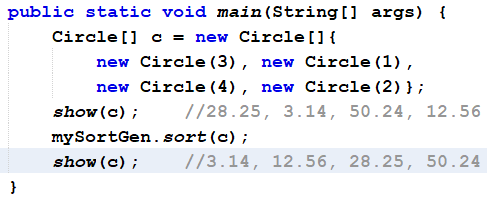 public static void main(String[] args) {
Circle[] c = new Circle[]{
new Circle(3), new Circle(1),
new Circle(4), new Circle(2)};
show(c); //28.25, 3.14, 50.24, 12.56
mySortGen.sort(c);
show(c); //3.14, 12.56, 28.25, 50.24
}